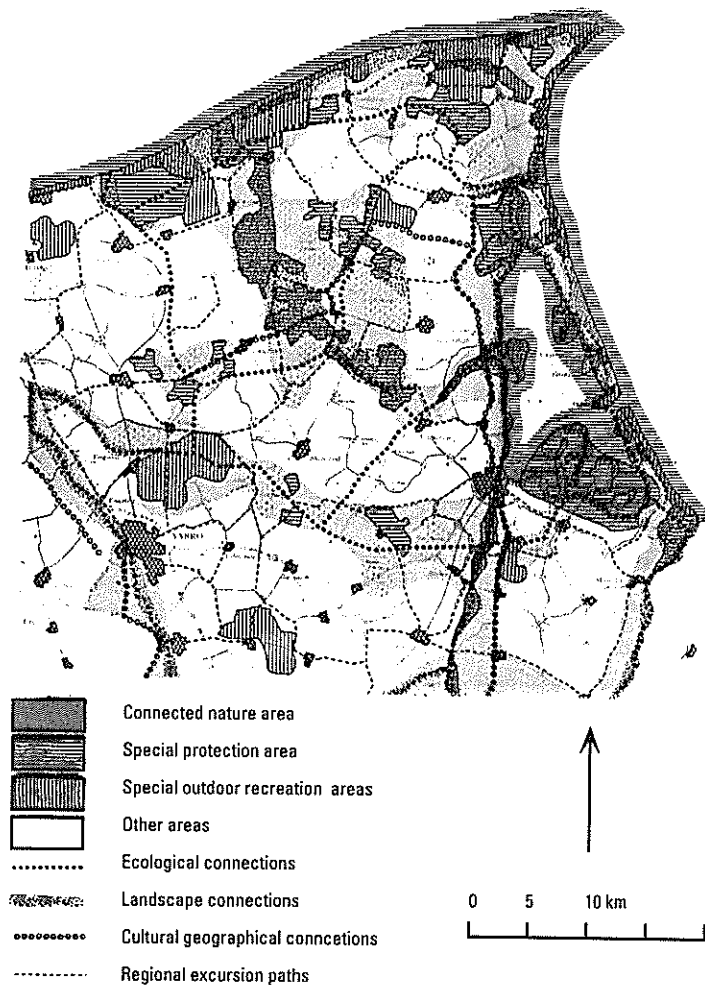 Connected nature area
Special protection area
Special outdoor recreation areas
Other areas
Ecological connections
Landscape connections
Cultural geographical conncetions
Regional excursion paths
0 5 10 km